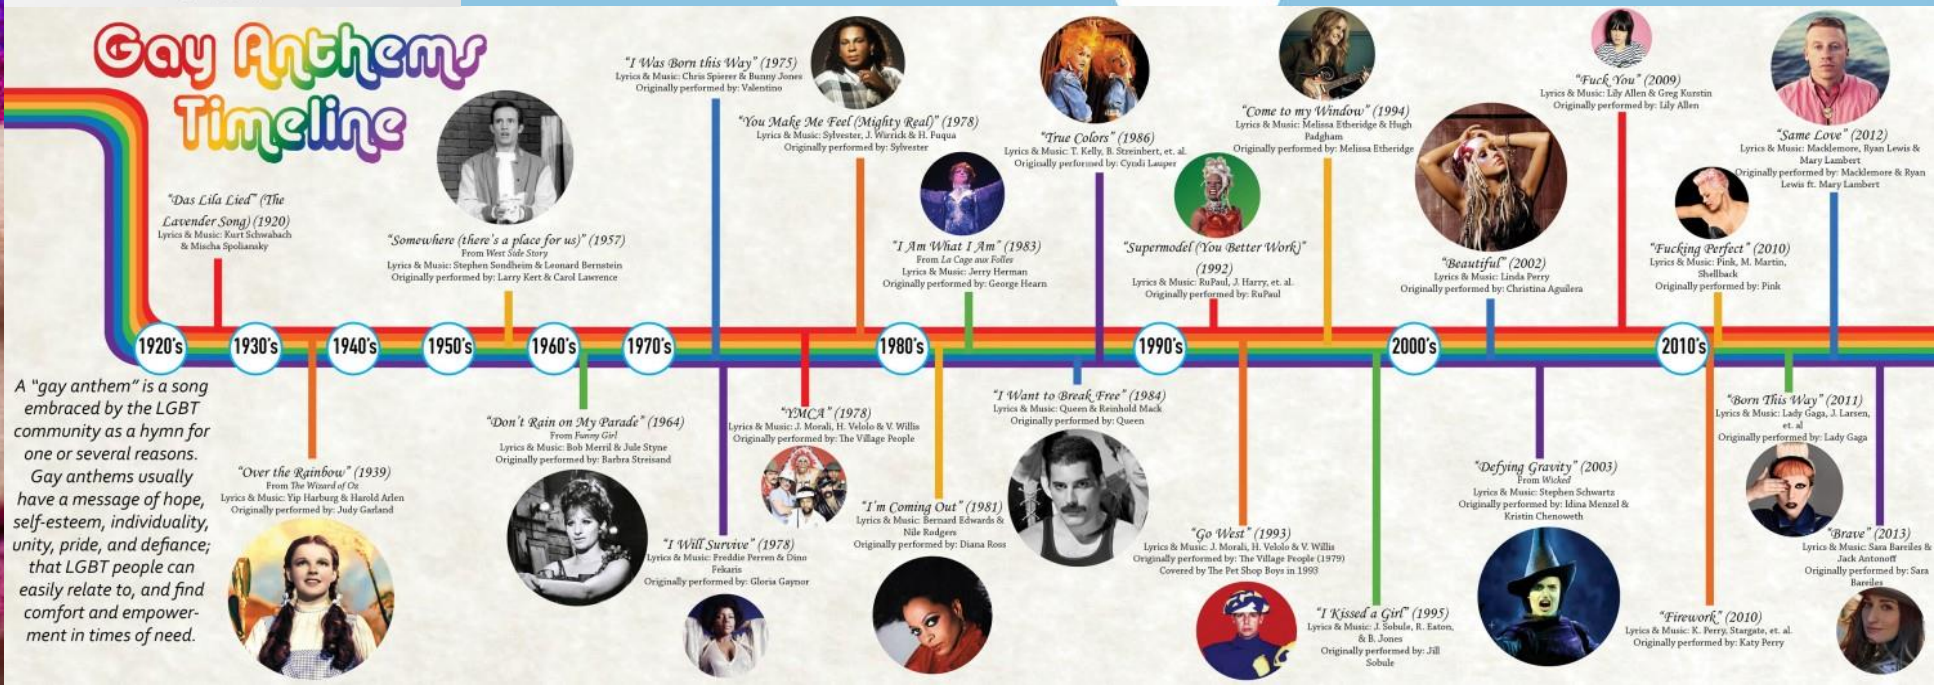 Gay Anthems
Timeline
"Das Lila Lied" (The
Lavender Song) (1920)
Lyrics & Music: Kurt Schwabach
& Mischa Spoliansky
"Somewhere (there's a place for us)" (1957)
From West Side Story
Lyrics & Music: Stephen Sondheim & Leonard Bernstein
Originally performed by: Larry Kert & Carol Lawrence
"I Was Born this Way" (1975)
Lyrics & Music: Chris Spierer & Bunny Jones
Originally performed by: Valentino
"You Make Me Feel (Mighty Real)" (1978)
Lyrics & Music: Sylvester, J. Wirrick & H. Fuqua
Originally performed by: Sylvester
"I Am What I Am" (1983)
From La Cage aux Folles
Lyrics & Music: Jerry Herman
Originally performed by: George Hearn
"True Colors" (1986)
Lyrics & Music: T. Kelly, B. Streinbert, et. al.
Originally performed by: Cyndi Lauper
"Supermodel (You Better Work)"
(1992)
Lyrics & Music: RuPaul, J. Harry, et. al.
Originally performed by: RuPaul
"Come to my Window" (1994)
Lyrics & Music: Melissa Etheridge & Hugh
Padgham
Originally performed by: Melissa Etheridge
"Beautiful" (2002)
Lyrics & Music: Linda Perry
Originally performed by: Christina Aguilera
"Fuck You" (2009)
Lyrics & Music: Lily Allen & Greg Kurstin
Originally performed by: Lily Allen
"Fucking Perfect" (2010)
Lyrics & Music: Pink, M. Martin,
Shellback
Originally performed by: Pink
"Same Love" (2012)
Lyrics & Music: Macklemore, Ryan Lewis &
Mary Lambert
Originally performed by: Macklemore & Ryan
Lewis ft. Mary Lambert
1920's
1930's
1940's
1950's
1960's
1970's
1980's
1990's
2000's
2010's
A "gay anthem" is a song
embraced by the LGBT
community as a hymn for
one or several reasons.
Gay anthems usually
have a message of hope,
self-esteem, individuality,
unity, pride, and defiance;
that LGBT people can
easily relate to, and find
comfort and empower-
ment in times of need.
"Over the Rainbow" (1939)
From The Wizard of Oz
Lyrics & Music: Yip Harburg & Harold Arlen
Originally performed by: Judy Garland
"Don't Rain on My Parade" (1964)
From Funny Girl
Lyrics & Music: Bob Merril & Jule Styne
Originally performed by: Barbra Streisand
"I Will Survive" (1978)
Lyrics & Music: Freddie Perren & Dino
Fekaris
Originally performed by: Gloria Gaynor
"YMCA" (1978)
Lyrics & Music: J. Morali, H. Velolo & V. Willis
Originally performed by: The Village People
"I'm Coming Out" (1981)
Lyrics & Music: Bernard Edwards &
Nile Rodgers
Originally performed by: Diana Ross
"I Want to Break Free" (1984)
Lyrics & Music: Queen & Reinhold Mack
Originally performed by: Queen
"Go West" (1993)
Lyrics & Music: J. Morali, H. Velolo & V. Willis
Originally performed by: The Village People (1979)
Covered by The Pet Shop Boys in 1993
"I Kissed a Girl" (1995)
Lyrics & Music: J. Sobule, R. Eaton,
& B. Jones
Originally performed by: Jill
Sobule
"Defying Gravity" (2003)
From Wicked
Lyrics & Music: Stephen Schwartz
Originally performed by: Idina Menzel &
Kristin Chenoweth
"Firework" (2010)
Lyrics & Music: K. Perry, Stargate, et. al.
Originally performed by: Katy Perry
"Born This Way" (2011)
Lyrics & Music: Lady Gaga, J. Larsen,
et. al
Originally performed by: Lady Gaga
"Brave" (2013)
Lyrics & Music: Sara Bareiles &
Jack Antonoff
Originally performed by: Sara
Bareiles